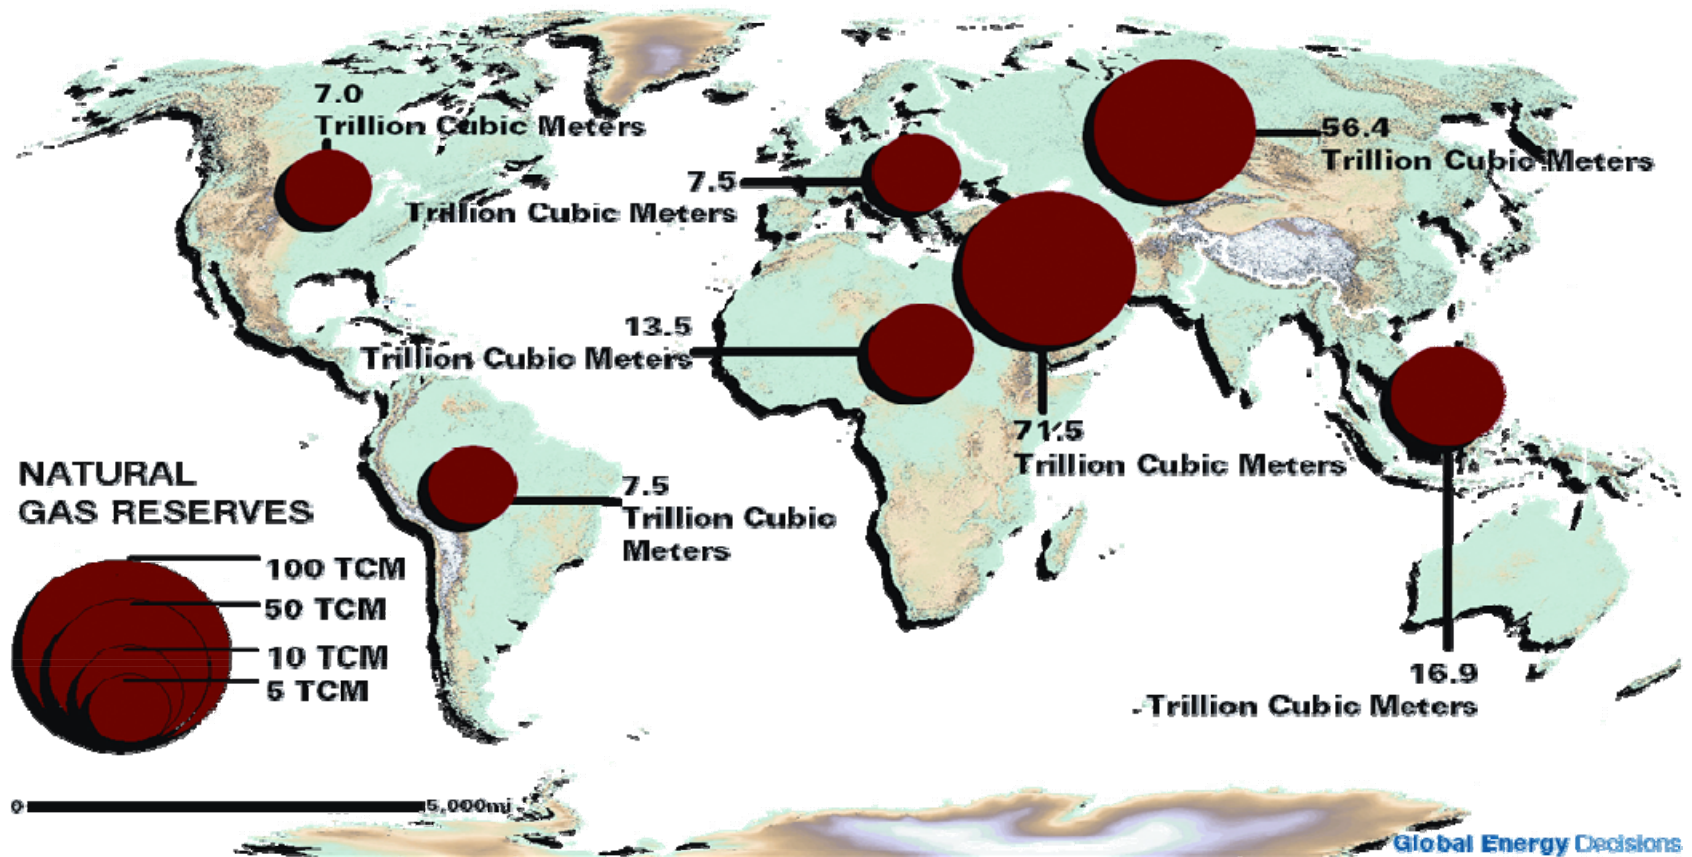 7.0
Trillion Cubic Meters
56.4
Trillion Cubic Meters
7.5
Trillion Cubic Meters
13.5
Trillion Cubic Meters
71.5
Trillion Cubic Meters
NATURAL
GAS RESERVES
7.5
Trillion Cubic
Meters
100 TCM
50 TCM
10 TCM
5 TCM
16.9
Trillion Cubic Meters
0
5,000mi
Global Energy Decisions